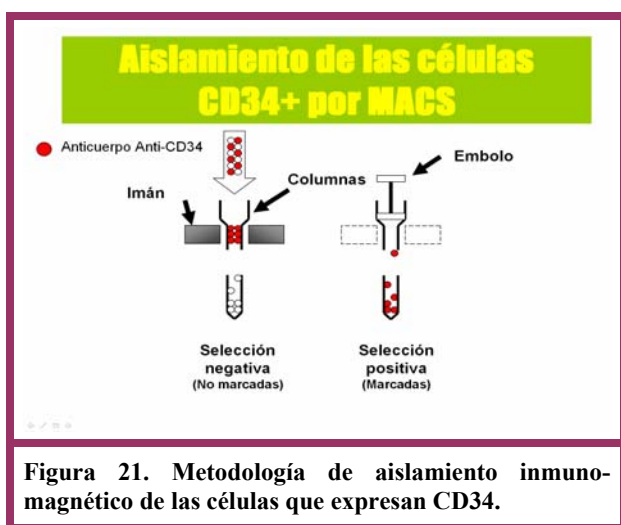 Aislamiento de las células
CD34+ por MACS
Anticuerpo Anti-CD34
Embolo
Columnas
Imán
Selección
negativa
(No marcadas)
Selección
positiva
(Marcadas)
Figura 21. Metodología de aislamiento inmuno-
magnético de las células que expresan CD34.